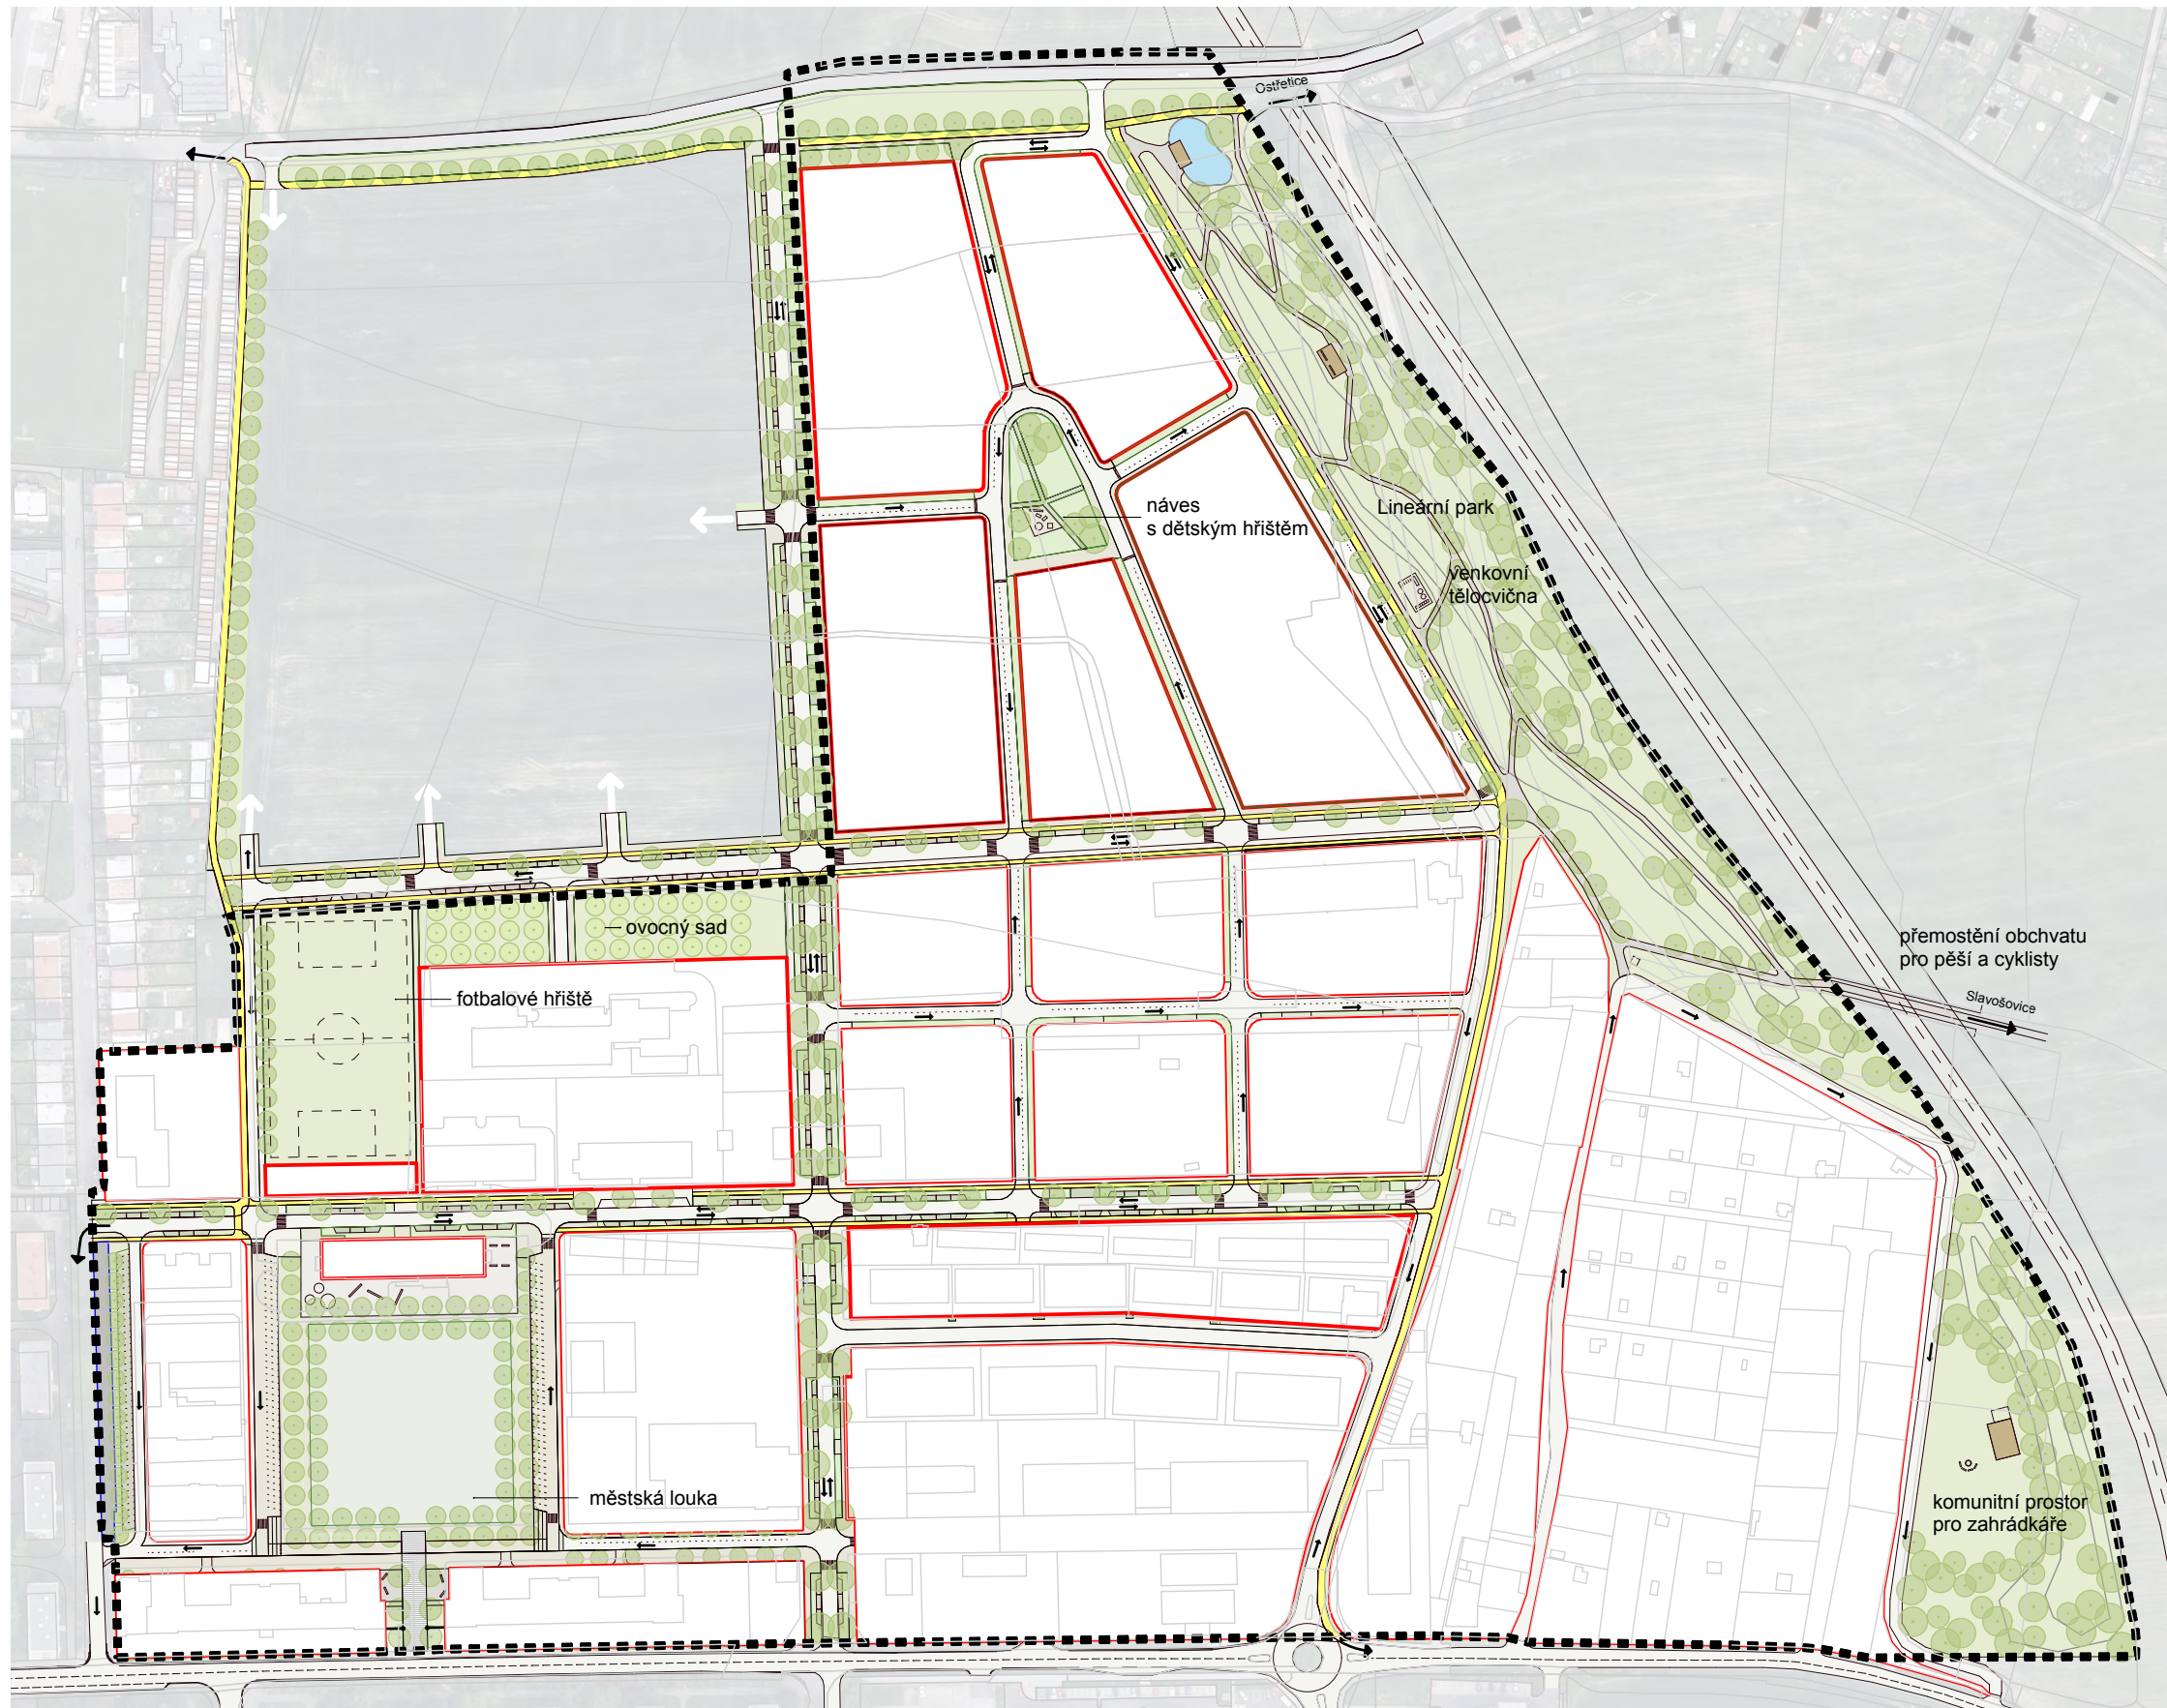 Ostřetice
náves
s dětským hřištěm
Lineární park
venkovní
tělocvična
ovocný sad
přemostění obchvatu
pro pěší a cyklisty
fotbalové hřiště
Slavošovice
městská louka
komunitní prostor
pro zahrádkáře